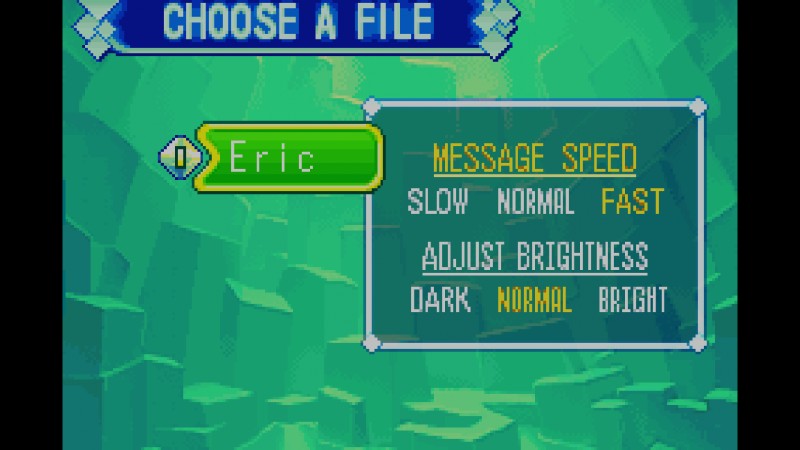 CHOOSE A FILE
Eric
MESSAGE SPEED
SLOW NORMAL FAST
ADJUST BRIGHTNESS
DARK NORMAL BRIGHT